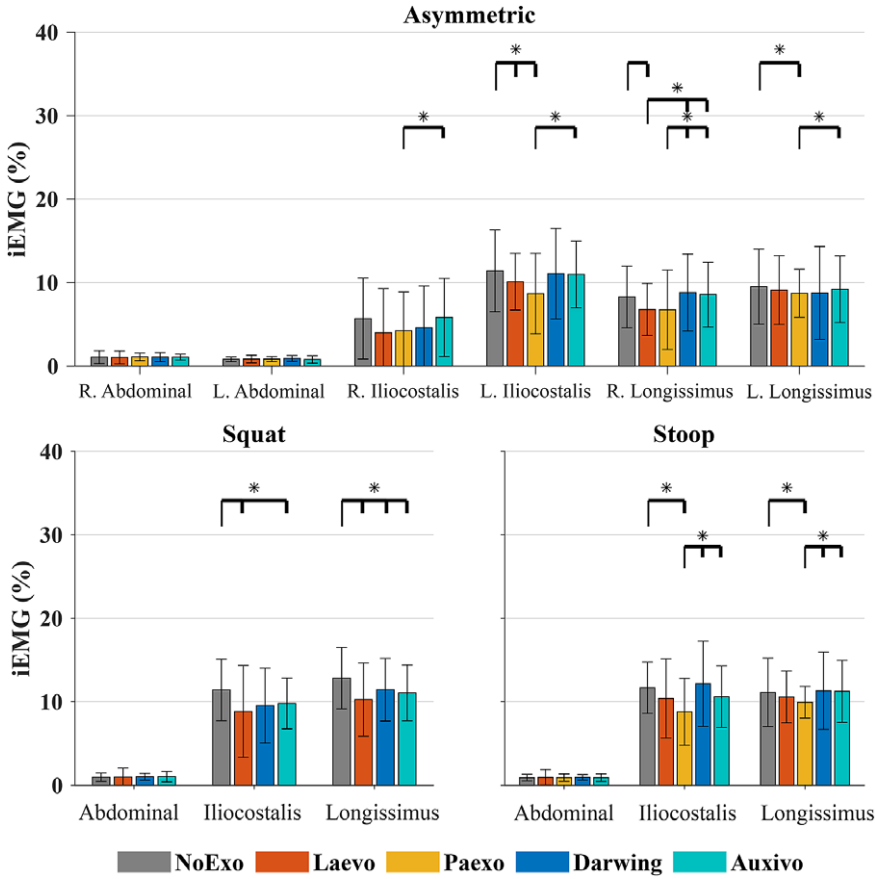 Asymmetric
iEMG (%)
40
30
20
10
0
* * * *
* * * *
R. Abdominal L. Abdominal R. Iliocostalis L. Iliocostalis R. Longissimus L. Longissimus
Squat Stoop
iEMG (%)
40
30
20
10
0
* * * *
* *
Abdominal Iliocostalis Longissimus Abdominal Iliocostalis Longissimus
NoExo Laevo Paexo Darwing Auxivo